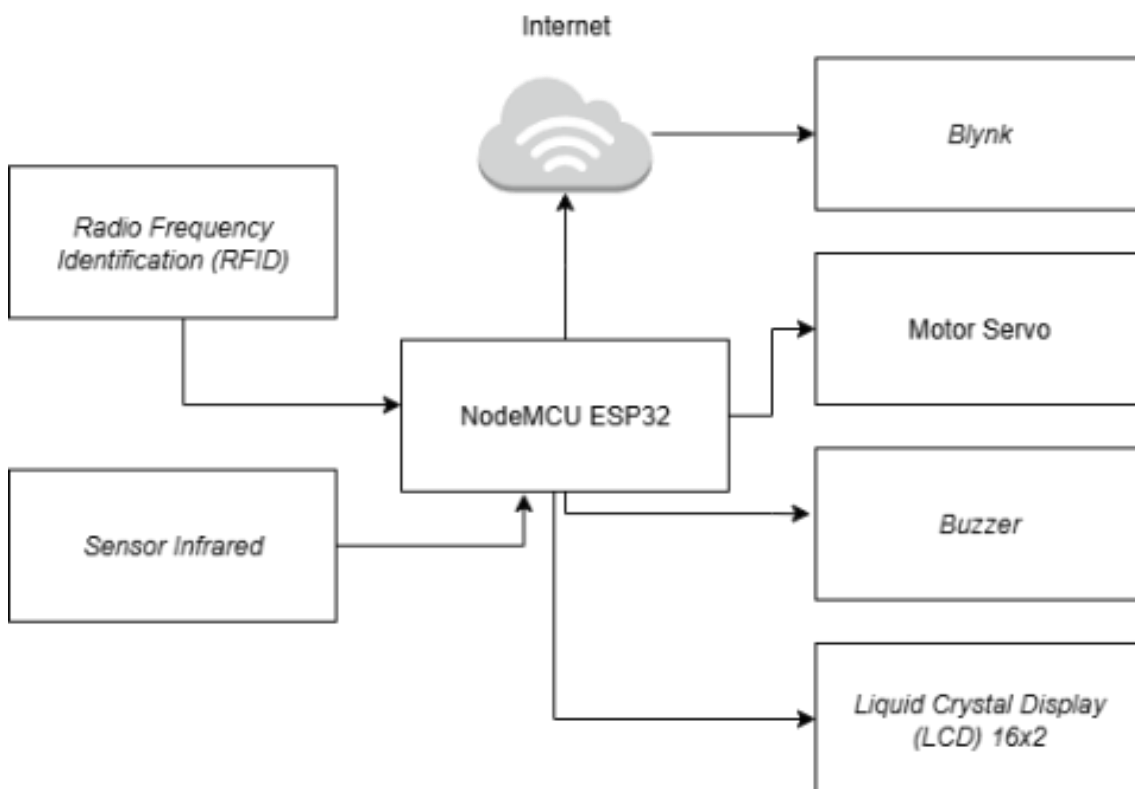 Internet
Blynk
Radio Frequency
Identification (RFID)
Motor Servo
NodeMCU ESP32
Sensor Infrared
Buzzer
Liquid Crystal Display
(LCD) 16x2